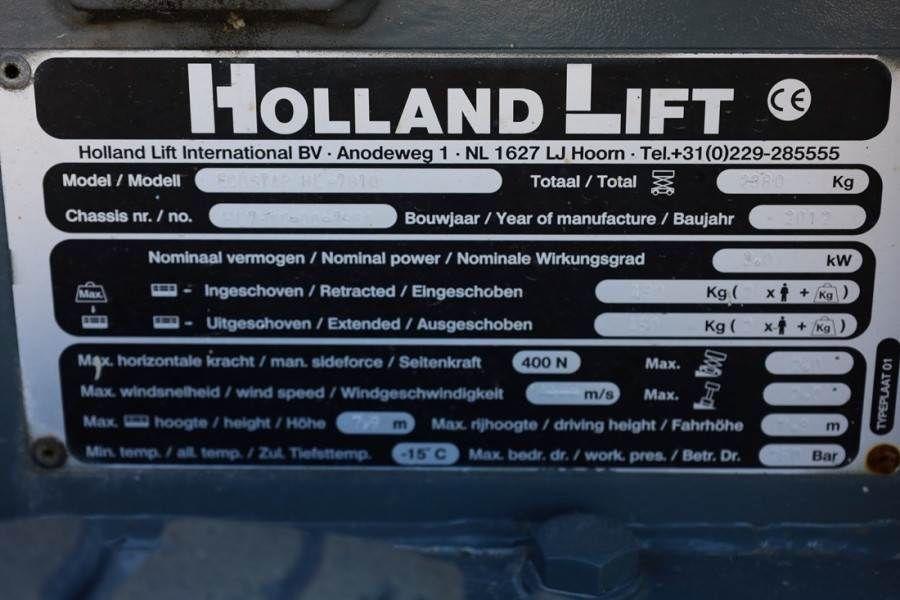 HOLLAND LIFT CE
Holland Lift International BV · Anodeweg 1 · NL 1627 LJ Hoorn · Tel.+31(0)229-285555
Model / Modell Totaal / Total Kg
Chassis nr. / no. Bouwjaar / Year of manufacture / Baujahr
Nominaal vermogen / Nominal power / Nominale Wirkungsgrad kW
Max. Ingeschoven / Retracted / Eingeschoben Kg ( x + Kg )
Uitgeschoven / Extended / Ausgeschoben Kg ( x + Kg )
Max. horizontale kracht / man. sideforce / Seitenkraft 400 N Max.
Max. windsnelheid / wind speed / Windgeschwindigkeit m/s Max.
Max. hoogte / height / Höhe m Max. rijhoogte / driving height / Fahrhöhe m
Min. temp. / all. temp. / Zul. Tiefsttemp. -15°C Max. bedr. dr. / work. pres. / Betr. Dr. Bar
TYPEPLAAT 01